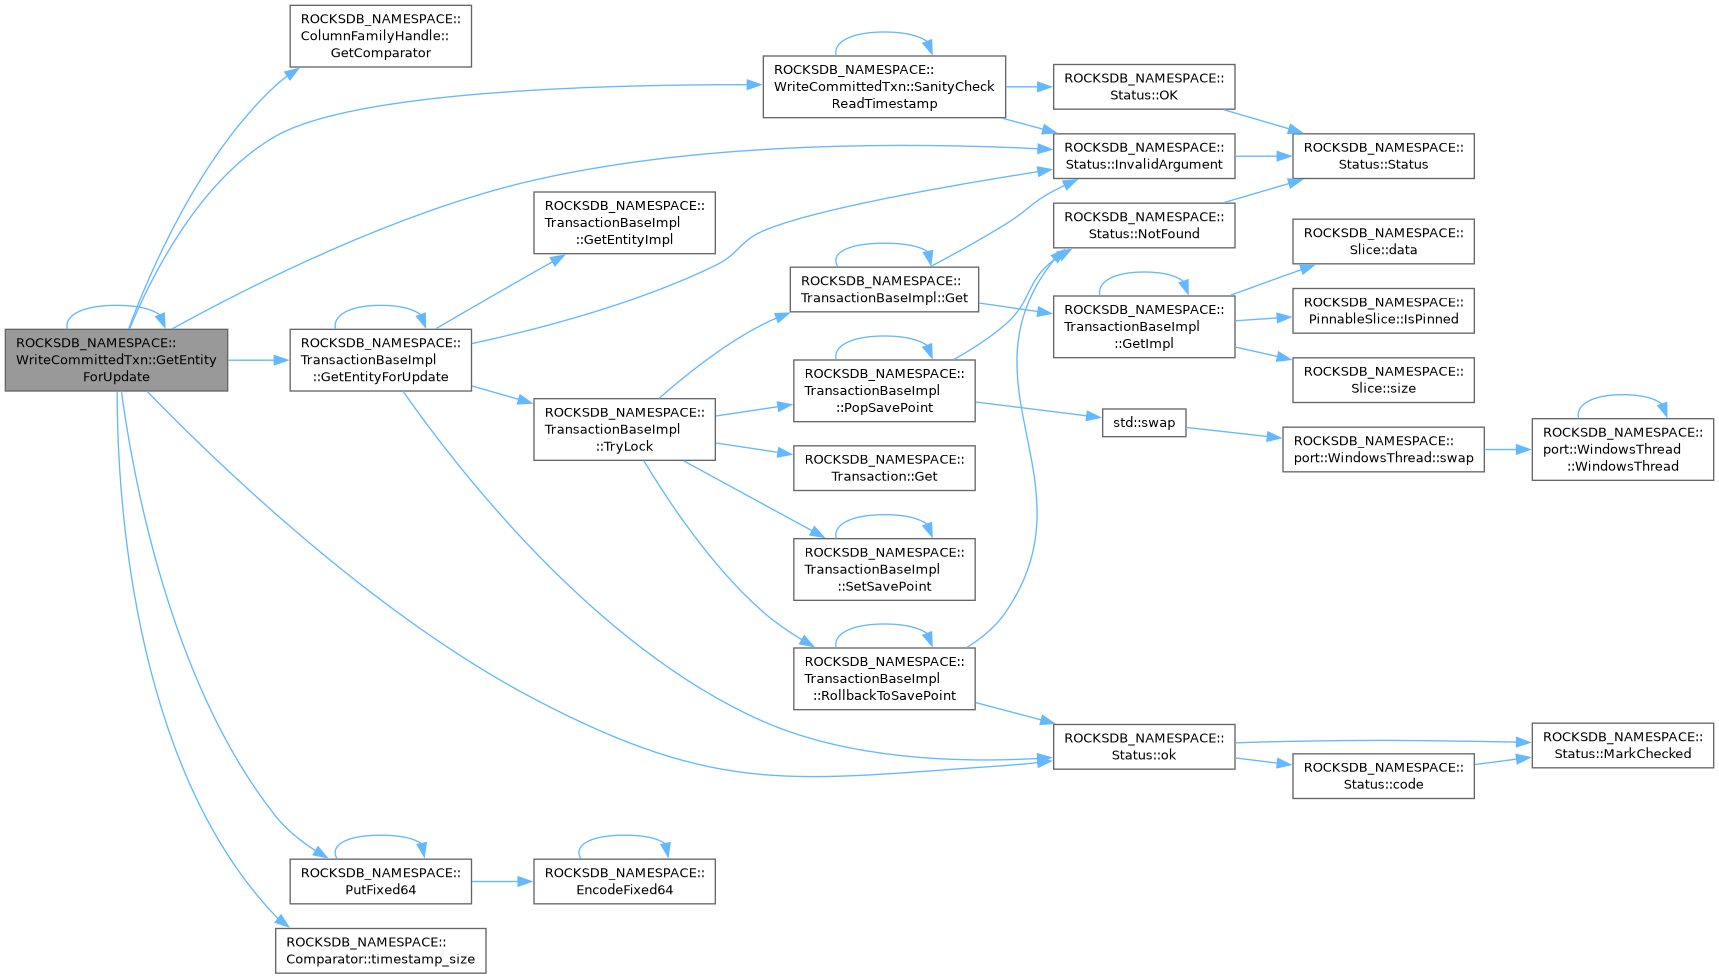 ROCKSDB_NAMESPACE::
WriteCommittedTxn::GetEntity
ForUpdate
ROCKSDB_NAMESPACE::
ColumnFamilyHandle::
GetComparator
ROCKSDB_NAMESPACE::
TransactionBaseImpl
::GetEntityForUpdate
ROCKSDB_NAMESPACE::
PutFixed64
ROCKSDB_NAMESPACE::
Comparator::timestamp_size
ROCKSDB_NAMESPACE::
TransactionBaseImpl
::GetEntityImpl
ROCKSDB_NAMESPACE::
TransactionBaseImpl
::TryLock
ROCKSDB_NAMESPACE::
EncodeFixed64
ROCKSDB_NAMESPACE::
WriteCommittedTxn::SanityCheck
ReadTimestamp
ROCKSDB_NAMESPACE::
TransactionBaseImpl::Get
ROCKSDB_NAMESPACE::
TransactionBaseImpl
::PopSavePoint
ROCKSDB_NAMESPACE::
Transaction::Get
ROCKSDB_NAMESPACE::
TransactionBaseImpl
::SetSavePoint
ROCKSDB_NAMESPACE::
TransactionBaseImpl
::RollbackToSavePoint
ROCKSDB_NAMESPACE::
Status::OK
ROCKSDB_NAMESPACE::
Status::InvalidArgument
ROCKSDB_NAMESPACE::
Status::NotFound
ROCKSDB_NAMESPACE::
TransactionBaseImpl
::GetImpl
std::swap
ROCKSDB_NAMESPACE::
Status::ok
ROCKSDB_NAMESPACE::
Status::Status
ROCKSDB_NAMESPACE::
Slice::data
ROCKSDB_NAMESPACE::
PinnableSlice::IsPinned
ROCKSDB_NAMESPACE::
Slice::size
ROCKSDB_NAMESPACE::
port::WindowsThread::swap
ROCKSDB_NAMESPACE::
Status::code
ROCKSDB_NAMESPACE::
port::WindowsThread
::WindowsThread
ROCKSDB_NAMESPACE::
Status::MarkChecked